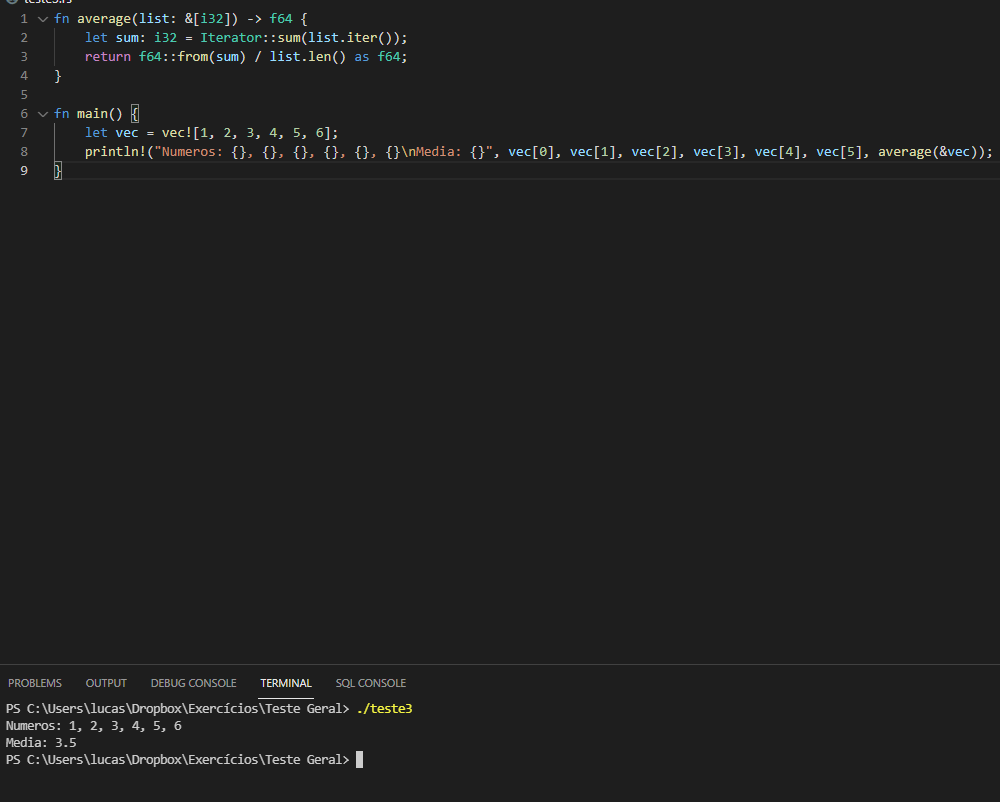 1 fn average(list: &[i32]) -> f64 {
2 let sum: i32 = Iterator::sum(list.iter());
3 return f64::from(sum) / list.len() as f64;
4 }
5
6 fn main() {
7 let vec = vec![1, 2, 3, 4, 5, 6];
8 println!("Numeros: {}, {}, {}, {}, {}, {}\nMedia: {}", vec[0], vec[1], vec[2], vec[3], vec[4], vec[5], average(&vec));
9 }
PROBLEMS OUTPUT DEBUG CONSOLE TERMINAL SQL CONSOLE
PS C:\Users\lucas\Dropbox\Exercícios\Teste Geral> ./teste3
Numeros: 1, 2, 3, 4, 5, 6
Media: 3.5
PS C:\Users\lucas\Dropbox\Exercícios\Teste Geral>